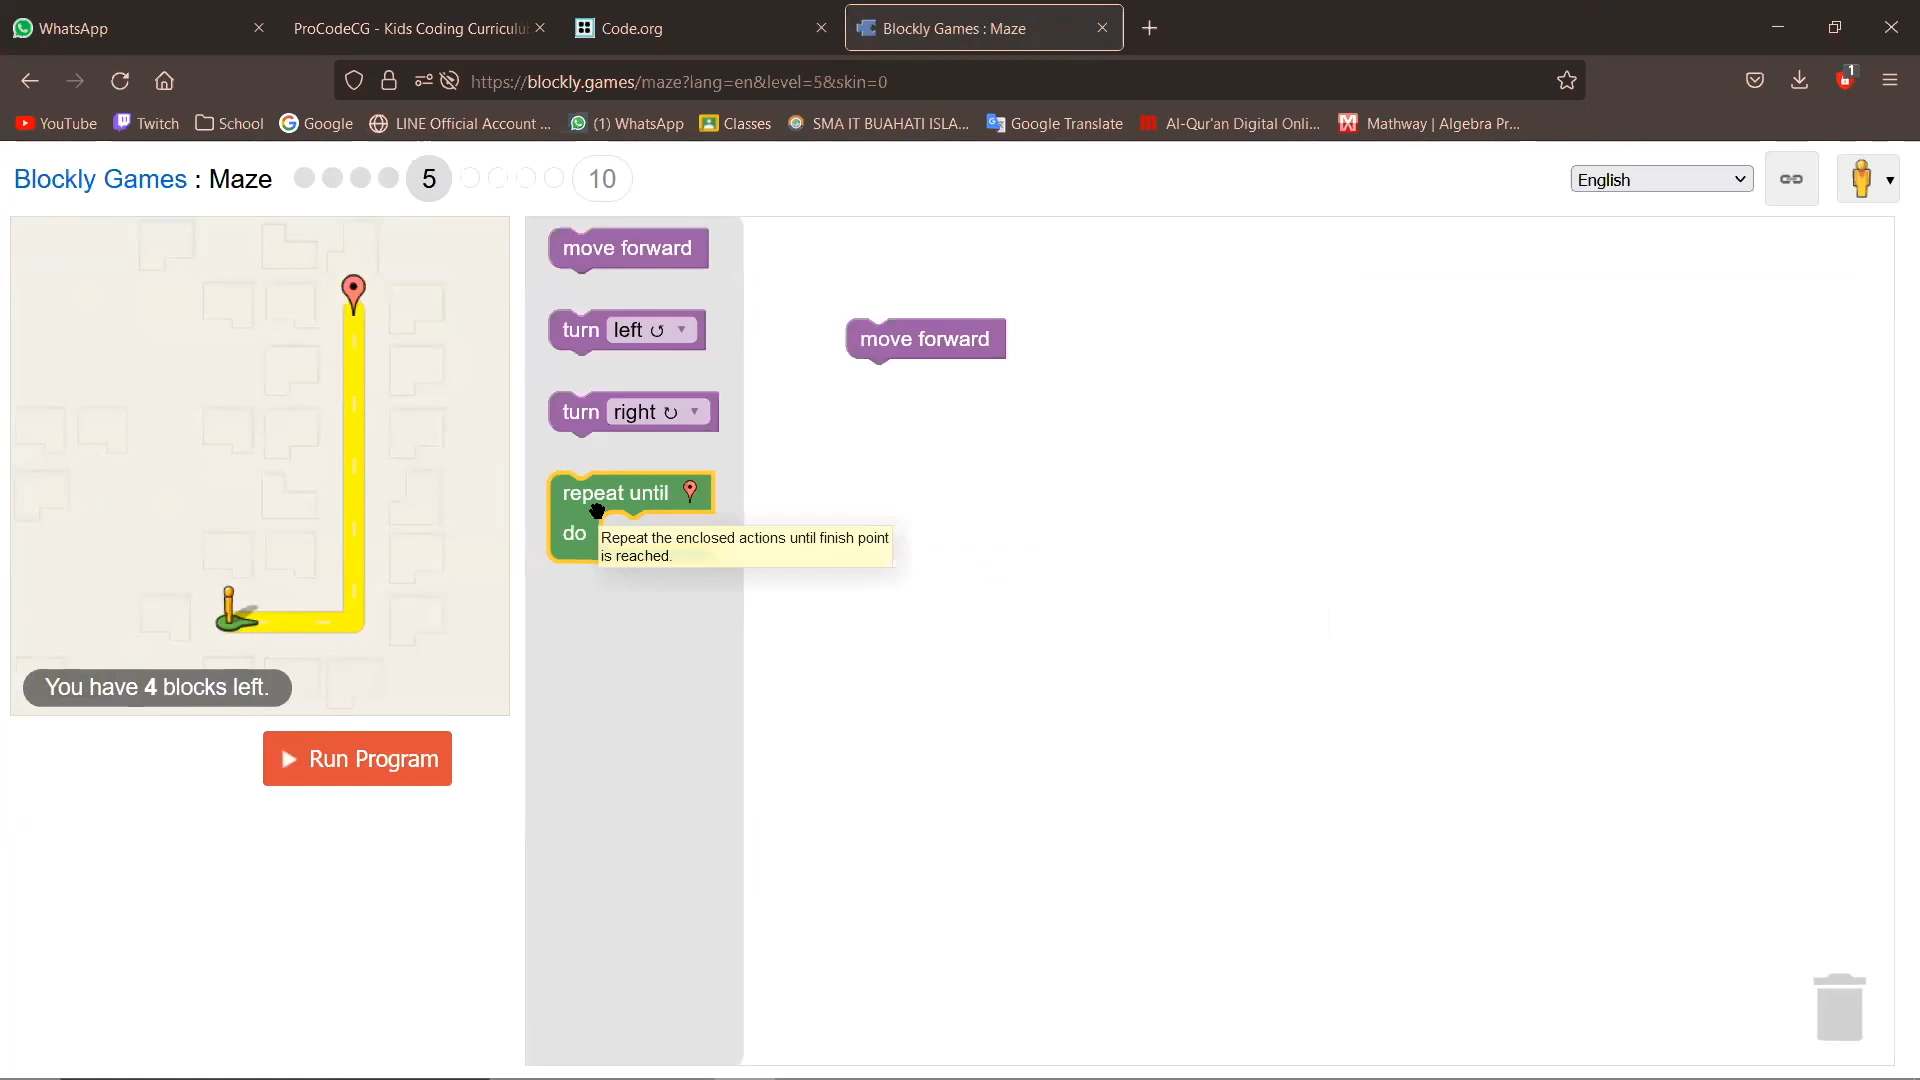 WhatsApp
ProCodeCG - Kids Coding Curriculu
Code.org
Blockly Games : Maze
https://blockly.games/maze?lang=en&level=5&skin=0
1
YouTube
Twitch
School
Google
LINE Official Account ...
(1) WhatsApp
Classes
SMA IT BUAHATI ISLA...
Google Translate
Al-Qur'an Digital Onli...
Mathway | Algebra Pr...
Blockly Games : Maze 5 10
English
move forward
turn left ↺
turn right ↻
repeat until
do
Repeat the enclosed actions until finish point
is reached.
move forward
You have 4 blocks left.
Run Program